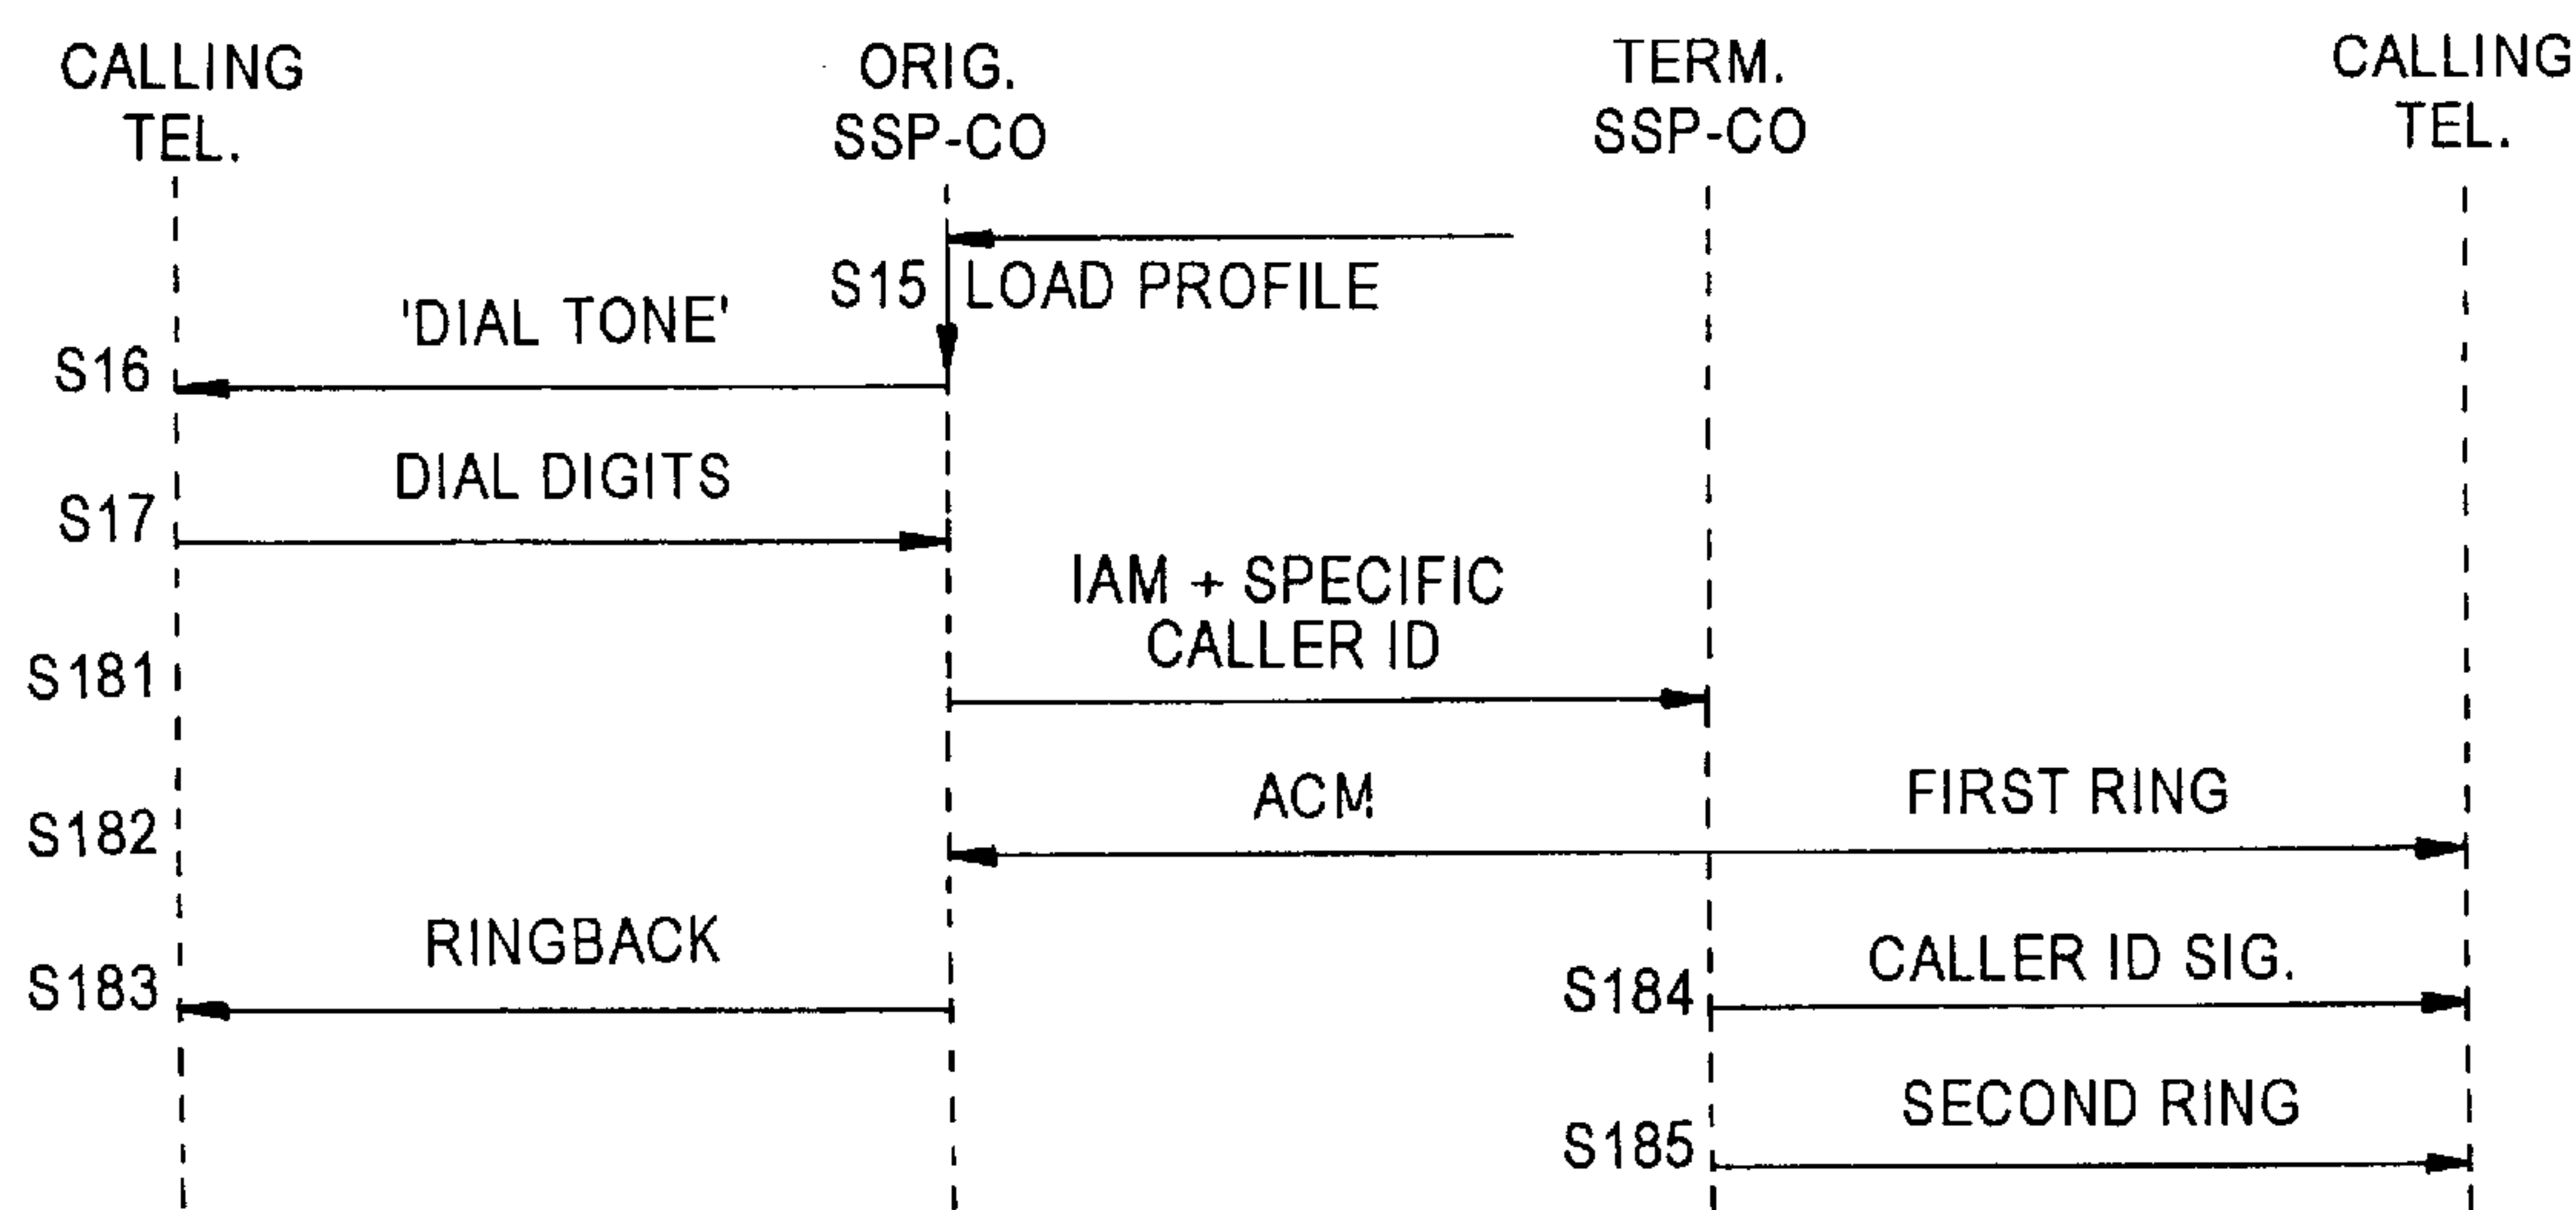 CALLING
TEL.
ORIG.
SSP-CO
TERM.
SSP-CO
CALLING
TEL.
S15 LOAD PROFILE
'DIAL TONE'
S16
DIAL DIGITS
S17
IAM + SPECIFIC
CALLER ID
S181
ACM
FIRST RING
S182
RINGBACK
S183
CALLER ID SIG.
S184
SECOND RING
S185